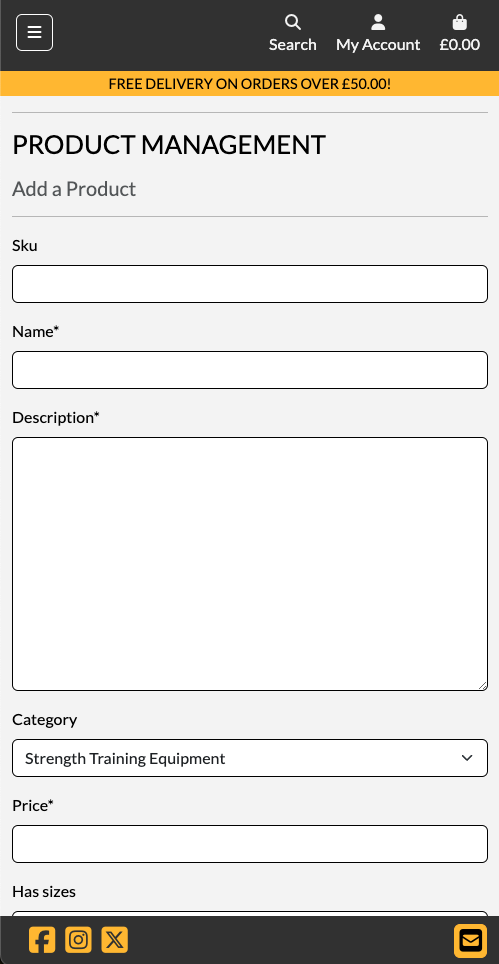 Search My Account £0.00
FREE DELIVERY ON ORDERS OVER £50.00!
PRODUCT MANAGEMENT
Add a Product
Sku
Name*
Description*
Category
Strength Training Equipment
Price*
Has sizes